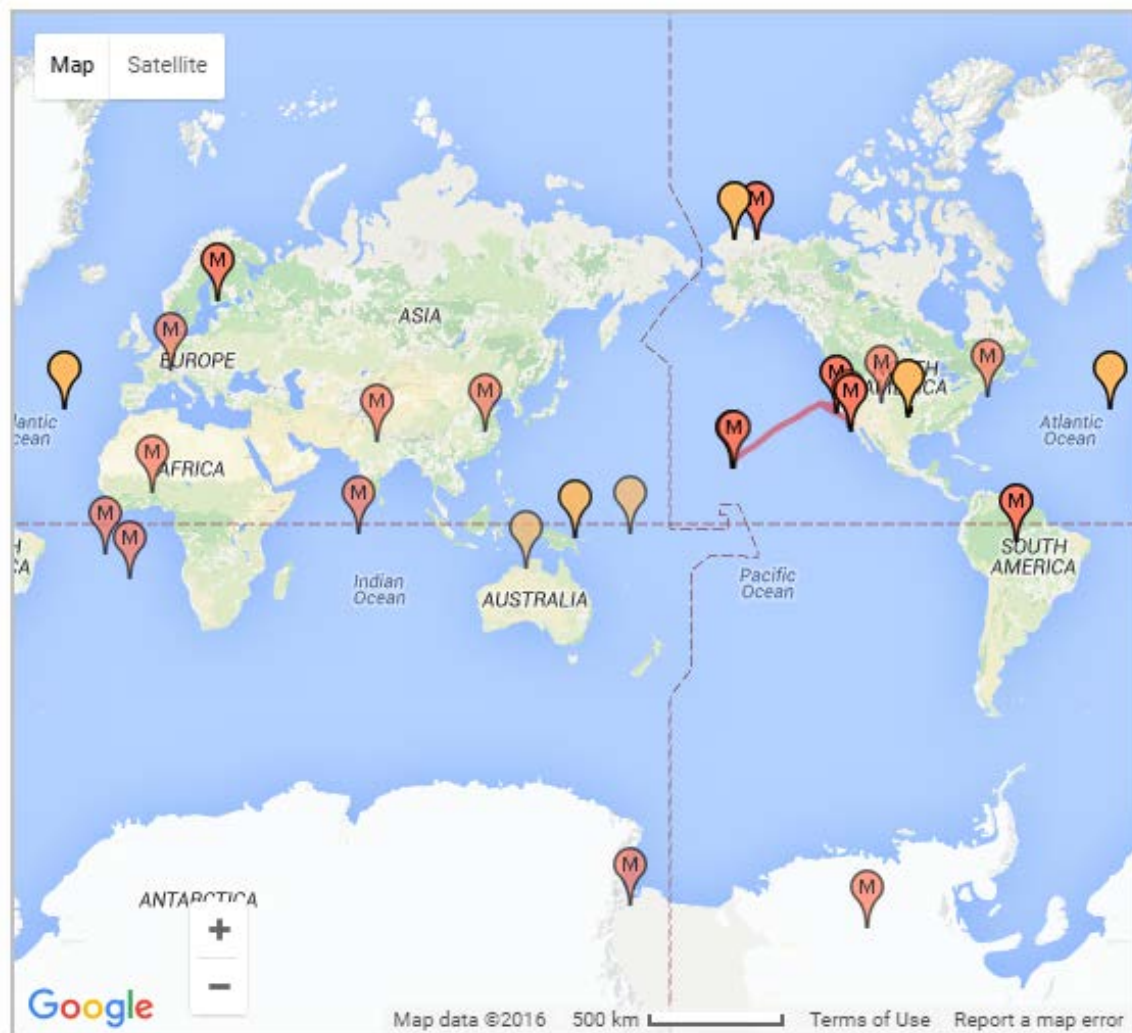 Map Satellite
M
M
ASIA
M
EUROPE
M
M
M
M
M
Atlantic
Ocean
M
M
M
M
AFRICA
M
M
M
M
M
SOUTH
AMERICA
Indian
Ocean
AUSTRALIA
Pacific
Ocean
M
M
ANTARCTICA
+
−
Google
Map data ©2016 500 km Terms of Use Report a map error